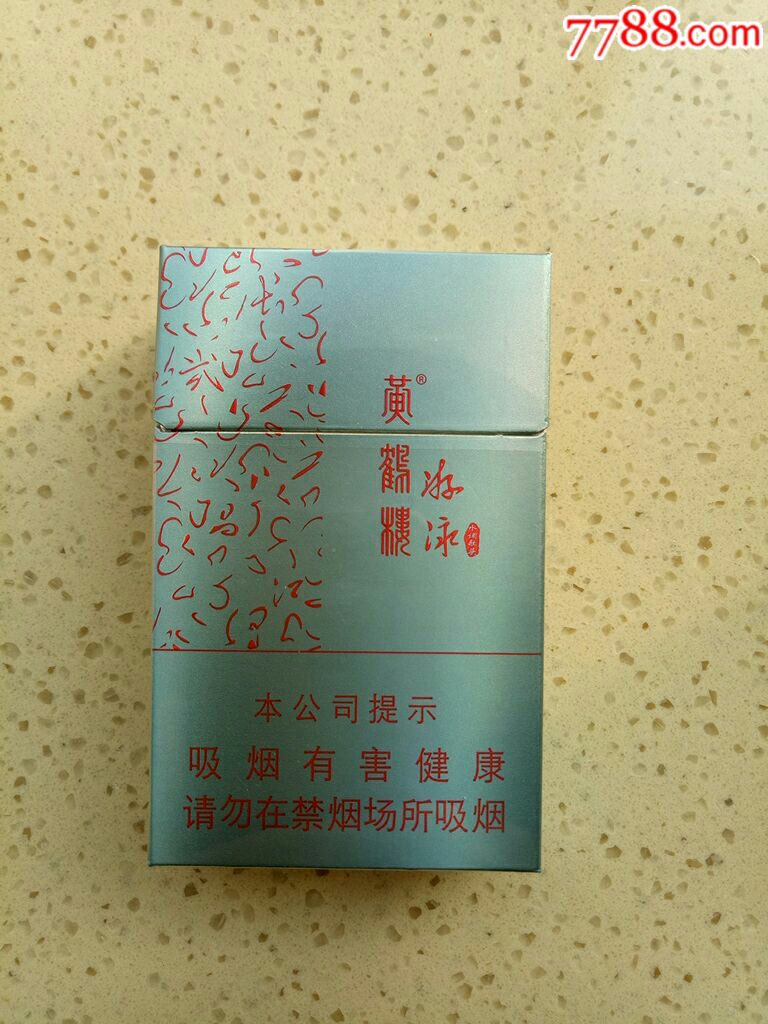 7788.com
黄鹤楼®
游泳
本公司提示
吸烟有害健康
请勿在禁烟场所吸烟